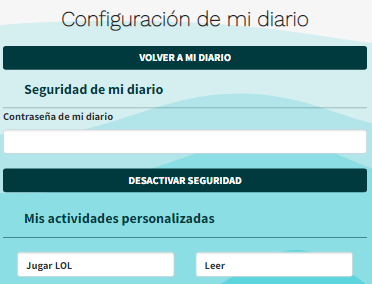 Configuración de mi diario
VOLVER A MI DIARIO
Seguridad de mi diario
Contraseña de mi diario
DESACTIVAR SEGURIDAD
Mis actividades personalizadas
Jugar LOL
Leer